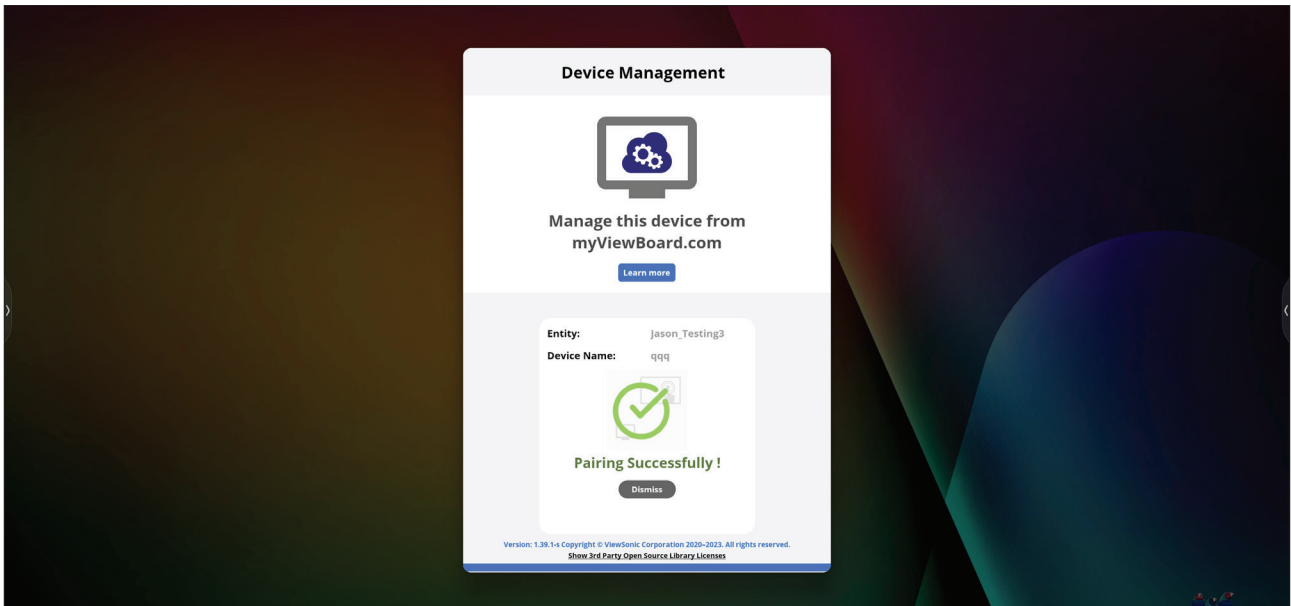 Device Management
Manage this device from
myViewBoard.com
Learn more
Entity: Jason_Testing3
Device Name: qqq
Pairing Successfully !
Dismiss
Version: 1.39.1-s Copyright © ViewSonic Corporation 2020–2023. All rights reserved.
Show 3rd Party Open Source Library Licenses